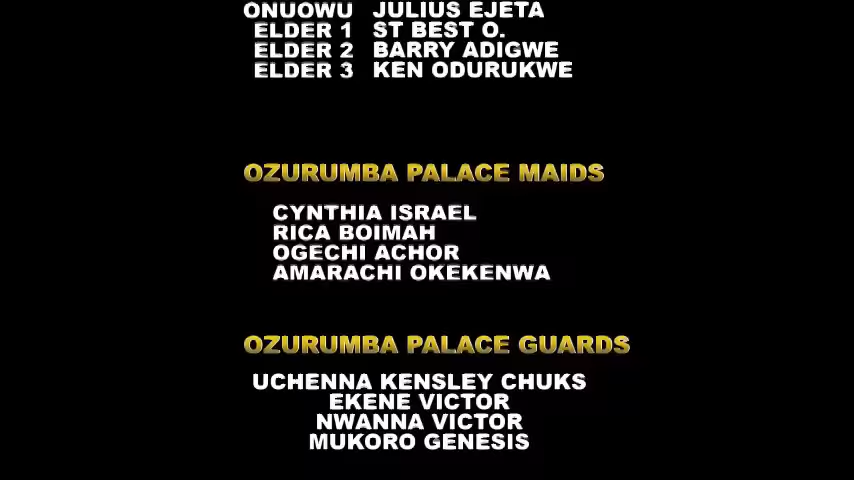 ONUOWU JULIUS EJETA
ELDER 1 ST BEST O.
ELDER 2 BARRY ADIGWE
ELDER 3 KEN ODURUKWE
OZURUMBA PALACE MAIDS
CYNTHIA ISRAEL
RICA BOIMAH
OGECHI ACHOR
AMARACHI OKEKENWA
OZURUMBA PALACE GUARDS
UCHENNA KENSLEY CHUKS
EKENE VICTOR
NWANNA VICTOR
MUKORO GENESIS